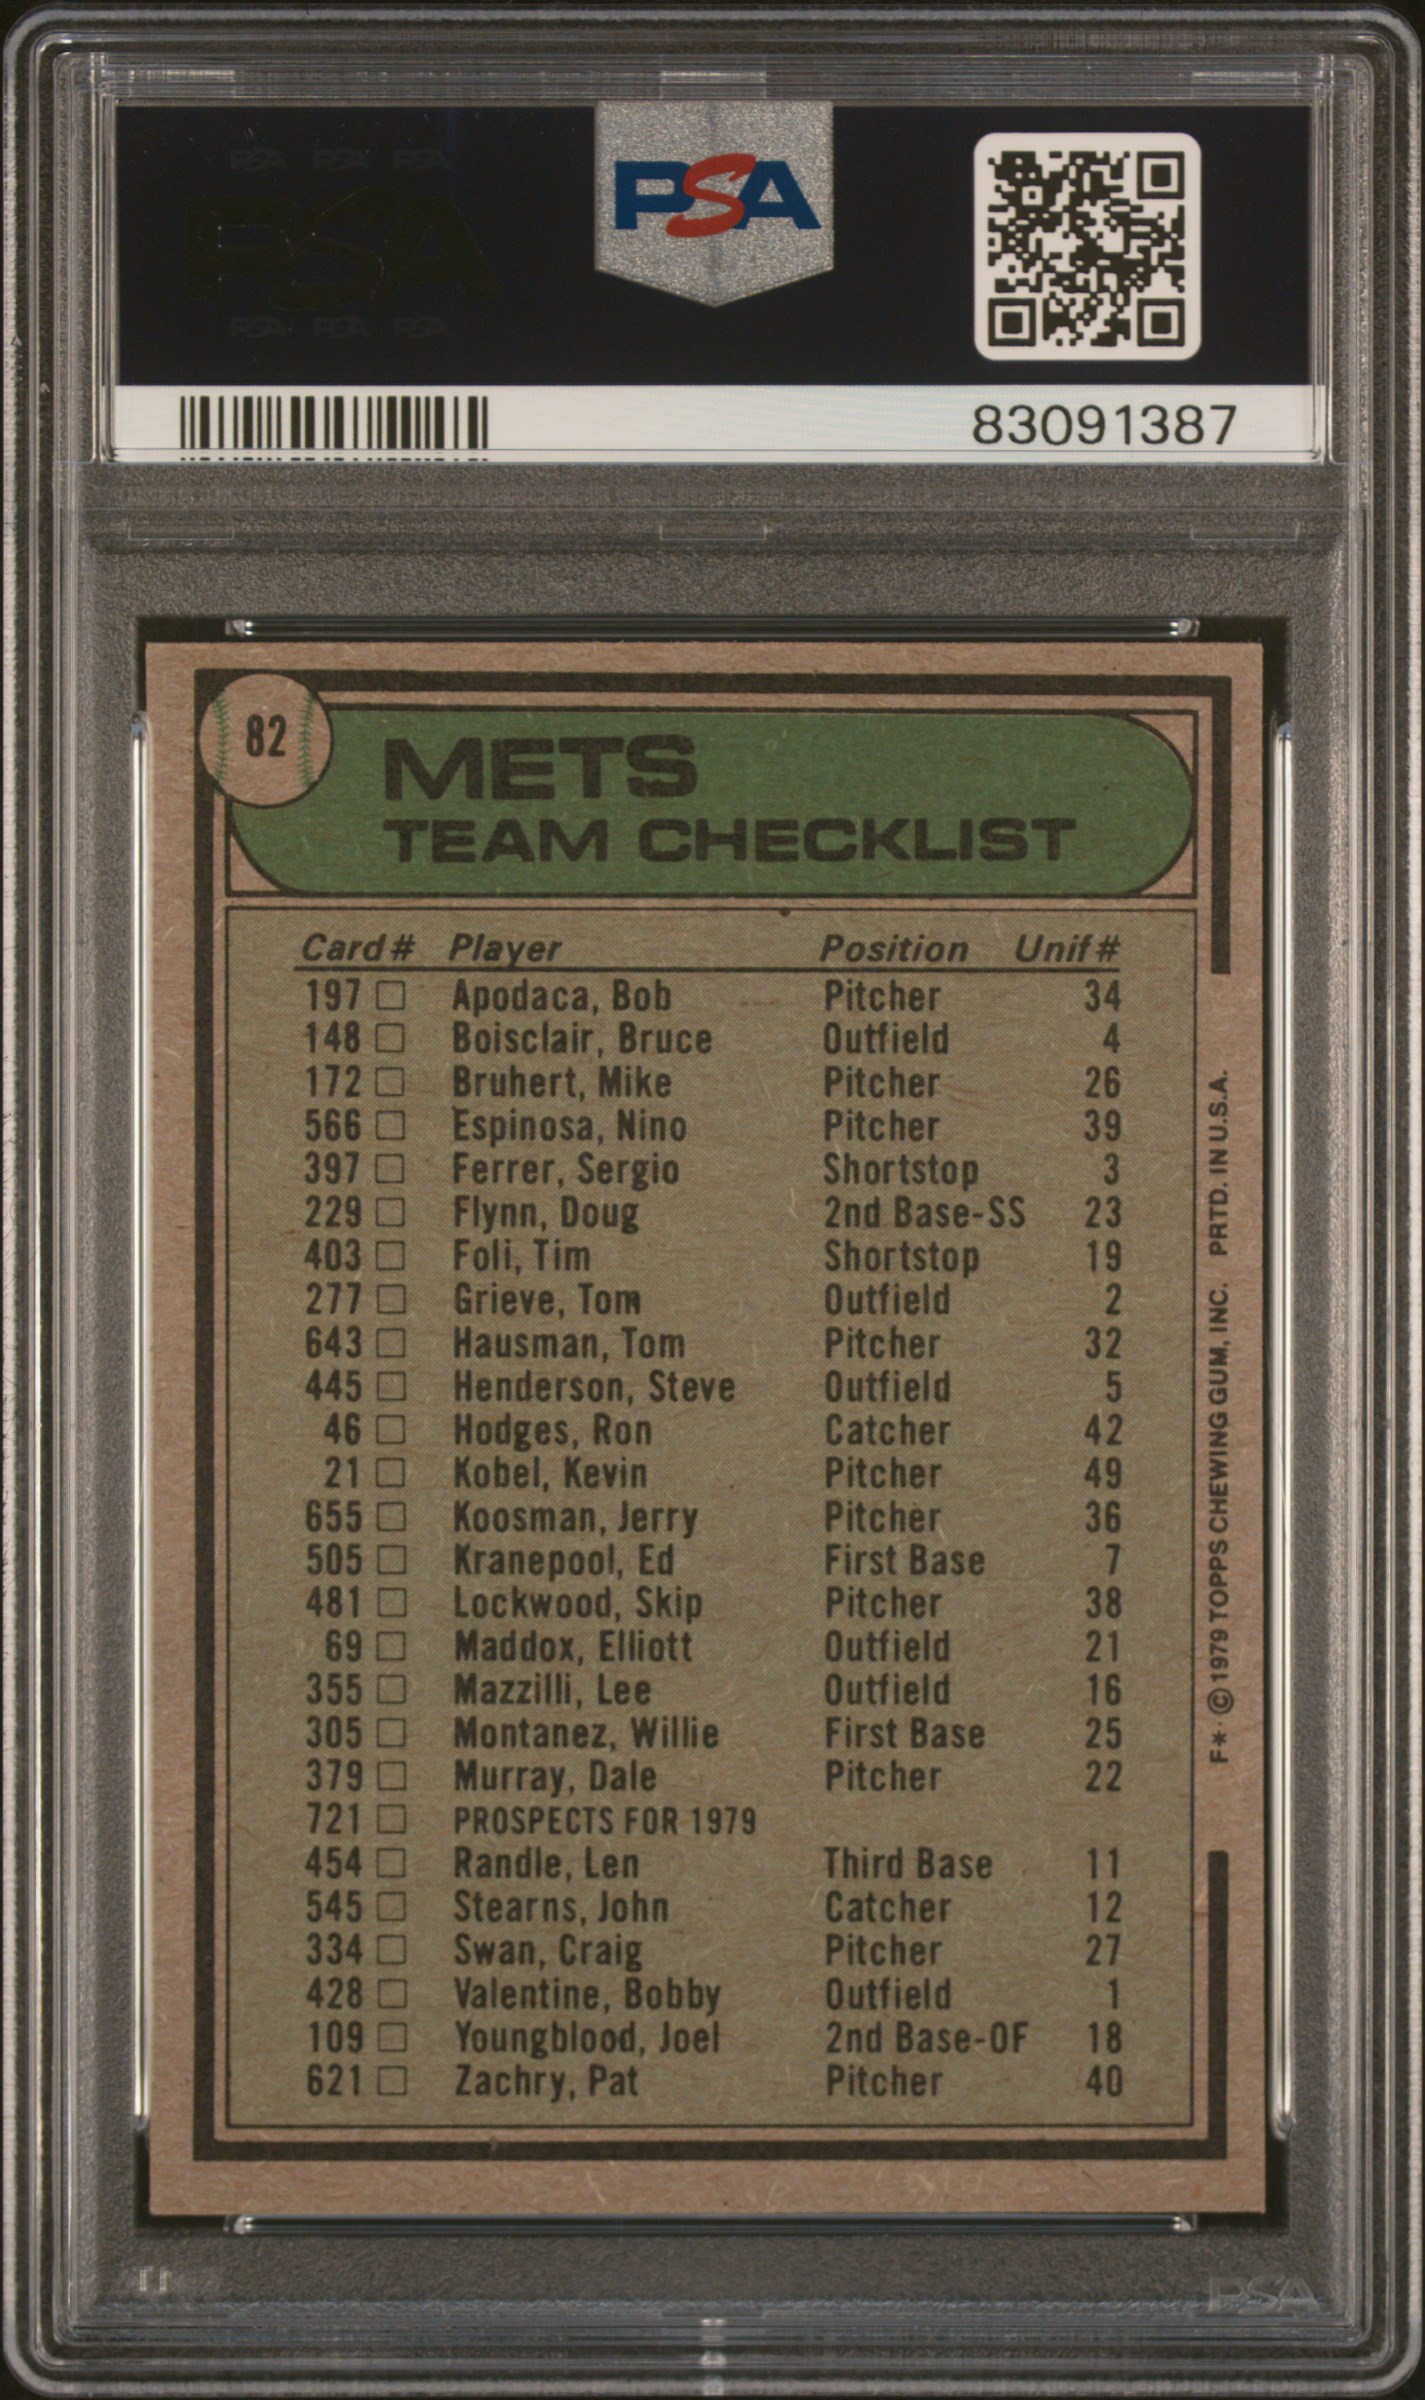 PSA PSA PSA
PSA
PSA PSA PSA
PSA
83091387
82
METS
TEAM CHECKLIST
Card # Player Position Unif #
197 Apodaca, Bob Pitcher 34
148 Boisclair, Bruce Outfield 4
172 Bruhert, Mike Pitcher 26
566 Espinosa, Nino Pitcher 39
397 Ferrer, Sergio Shortstop 3
229 Flynn, Doug 2nd Base-SS 23
403 Foli, Tim Shortstop 19
277 Grieve, Tom Outfield 2
643 Hausman, Tom Pitcher 32
445 Henderson, Steve Outfield 5
46 Hodges, Ron Catcher 42
21 Kobel, Kevin Pitcher 49
655 Koosman, Jerry Pitcher 36
505 Kranepool, Ed First Base 7
481 Lockwood, Skip Pitcher 38
69 Maddox, Elliott Outfield 21
355 Mazzilli, Lee Outfield 16
305 Montanez, Willie First Base 25
379 Murray, Dale Pitcher 22
721 PROSPECTS FOR 1979
454 Randle, Len Third Base 11
545 Stearns, John Catcher 12
334 Swan, Craig Pitcher 27
428 Valentine, Bobby Outfield 1
109 Youngblood, Joel 2nd Base-OF 18
621 Zachry, Pat Pitcher 40
F*· © 1979 TOPPS CHEWING GUM, INC. PRTD. IN U.S.A.
PSA